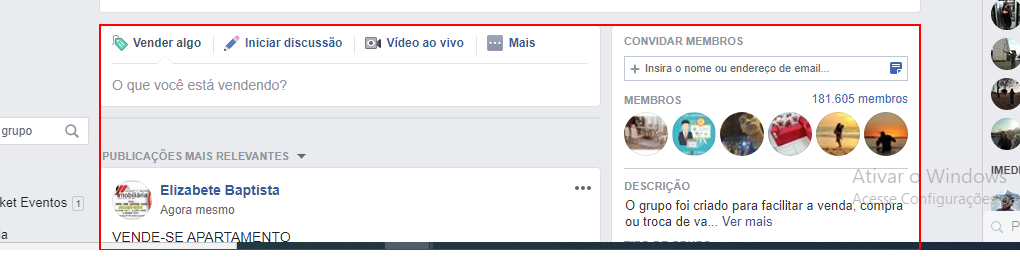 Vender algo
Iniciar discussão
Vídeo ao vivo
Mais
O que você está vendendo?
CONVIDAR MEMBROS
+ Insira o nome ou endereço de email...
MEMBROS
181.605 membros
grupo
PUBLICAÇÕES MAIS RELEVANTES
Elizabete Baptista
Agora mesmo
VENDE-SE APARTAMENTO
DESCRIÇÃO
O grupo foi criado para facilitar a venda, compra
ou troca de va... Ver mais
ket Eventos 1
da
IMEDI
Ativar o Windows
Acesse Configurações
P